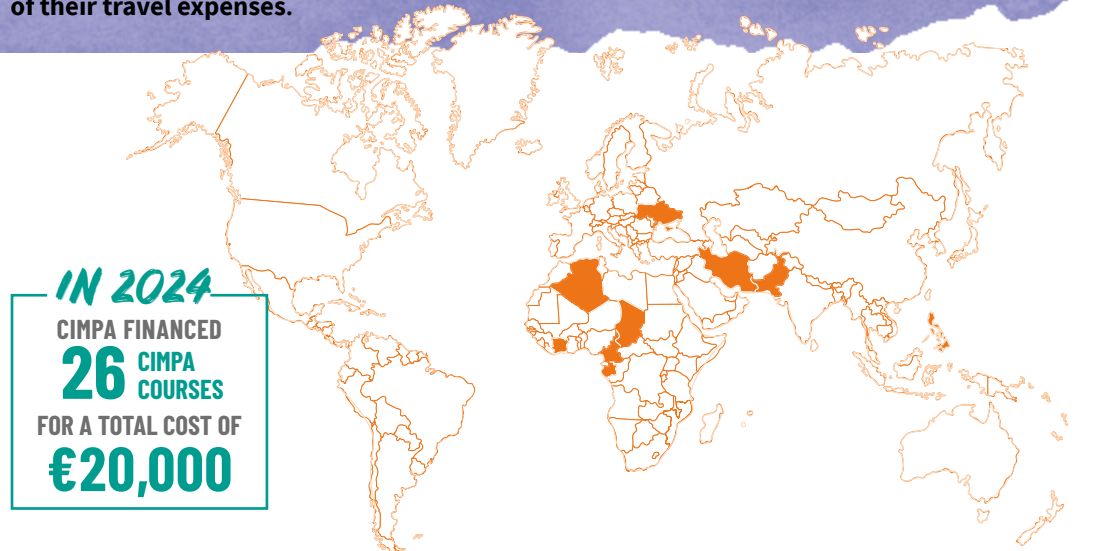 of their travel expenses.
IN 2024
CIMPA FINANCED
26 CIMPA
COURSES
FOR A TOTAL COST OF
€20,000